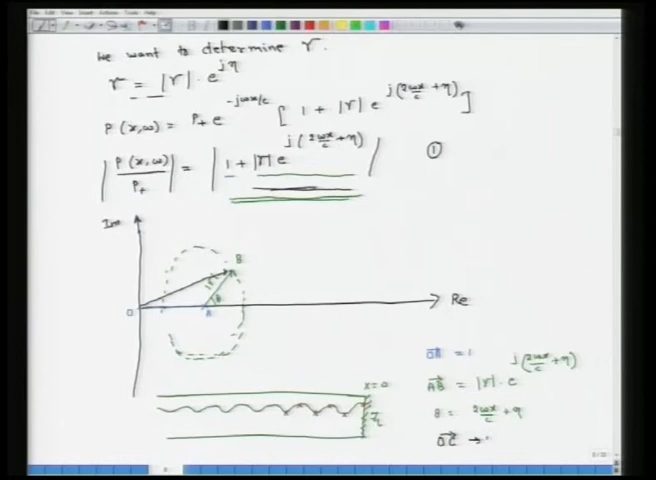 We want to determine r.
r = |r| · e^{jη}
P(x,ω) = P₊ e^{-jωx/c} [ 1 + |r| e^{j(2ωx/c + η)} ]
| P(x,ω) / P₊ | = | 1 + |r| e^{j(2ωx/c + η)} | ①
Im
B
|r|
θ
O
A
Re
OA = 1
AB = |r| · e^{j(2ωx/c + η)}
θ = 2ωx/c + η
OC →
x=0
Z_L